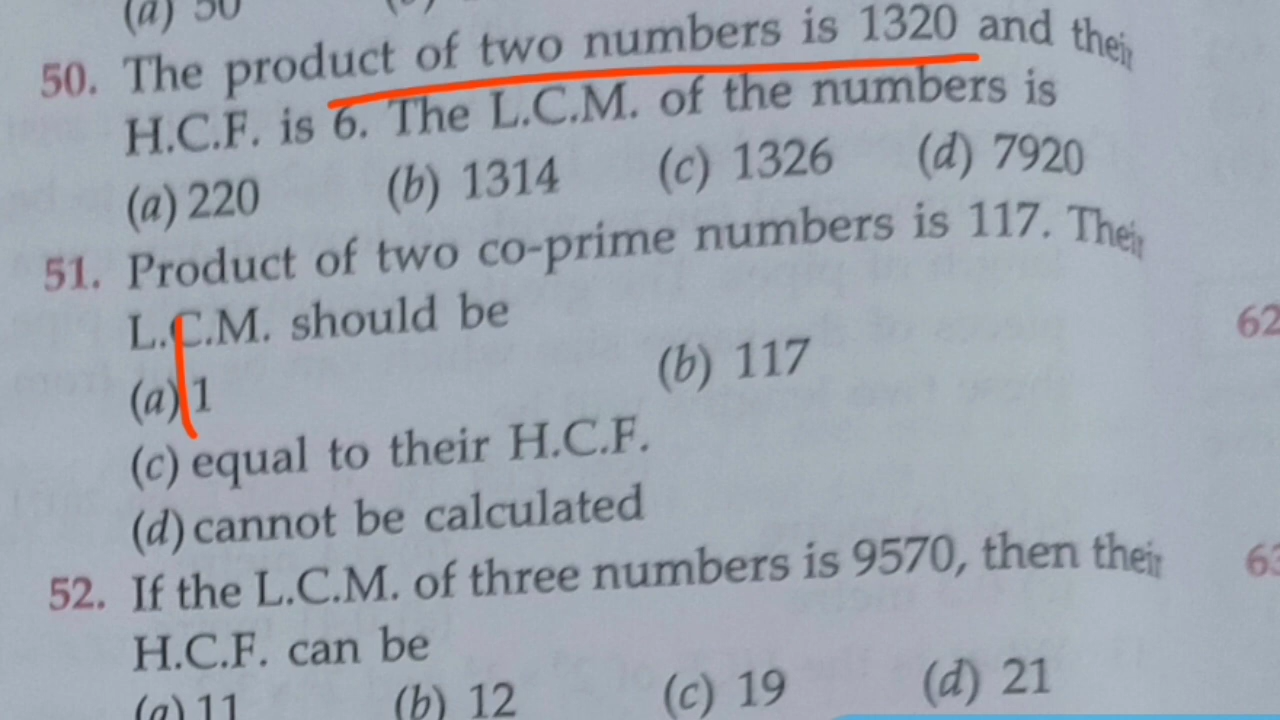 (a) 50
50. The product of two numbers is 1320 and their
H.C.F. is 6. The L.C.M. of the numbers is
(a) 220 (b) 1314 (c) 1326 (d) 7920
51. Product of two co-prime numbers is 117. Their
L.C.M. should be
(a) 1 (b) 117
(c) equal to their H.C.F.
(d) cannot be calculated
52. If the L.C.M. of three numbers is 9570, then their
H.C.F. can be
(a) 11 (b) 12 (c) 19 (d) 21
62
63